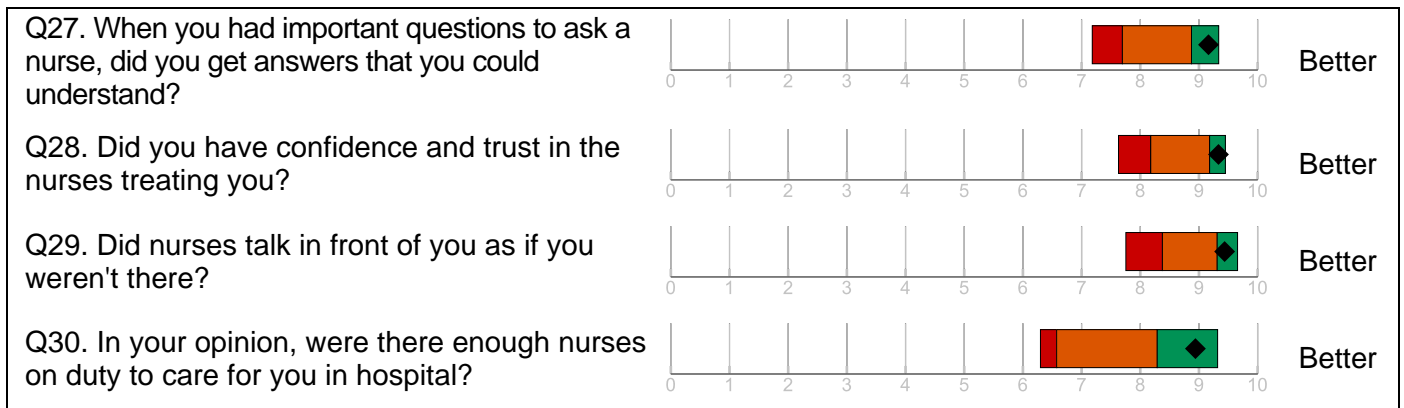 Q27. When you had important questions to ask a
nurse, did you get answers that you could
understand?
0 1 2 3 4 5 6 7 8 9 10
Better
Q28. Did you have confidence and trust in the
nurses treating you?
0 1 2 3 4 5 6 7 8 9 10
Better
Q29. Did nurses talk in front of you as if you
weren't there?
0 1 2 3 4 5 6 7 8 9 10
Better
Q30. In your opinion, were there enough nurses
on duty to care for you in hospital?
0 1 2 3 4 5 6 7 8 9 10
Better